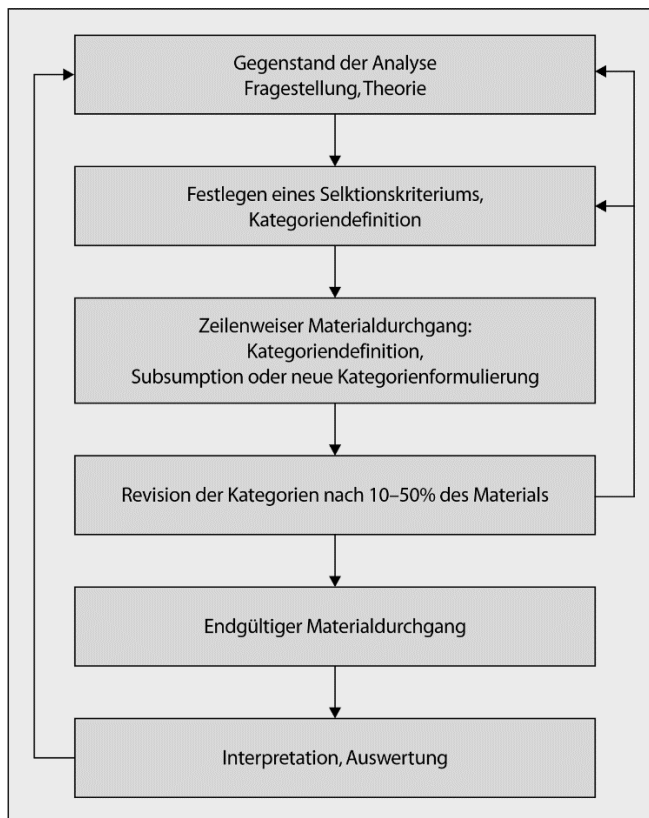 Gegenstand der Analyse
Fragestellung, Theorie
Festlegen eines Selktionskriteriums,
Kategoriendefinition
Zeilenweiser Materialdurchgang:
Kategoriendefinition,
Subsumption oder neue Kategorienformulierung
Revision der Kategorien nach 10–50% des Materials
Endgültiger Materialdurchgang
Interpretation, Auswertung